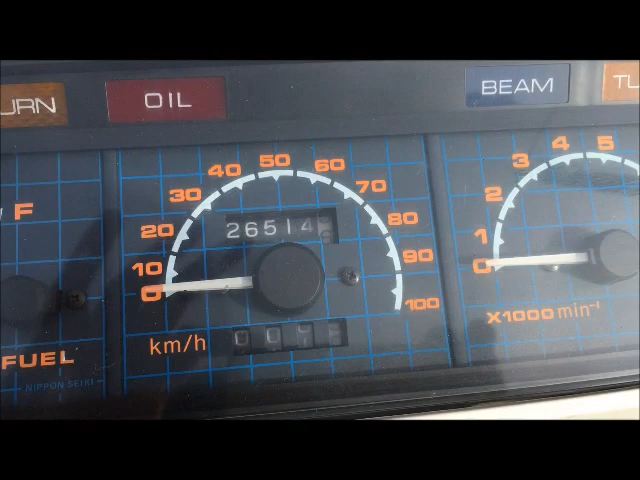 URN
OIL
BEAM
TU
F
0
10
20
30
40
50
60
70
80
90
100
26514
km/h
0
1
2
3
4
5
X1000 min⁻¹
FUEL
NIPPON SEIKI